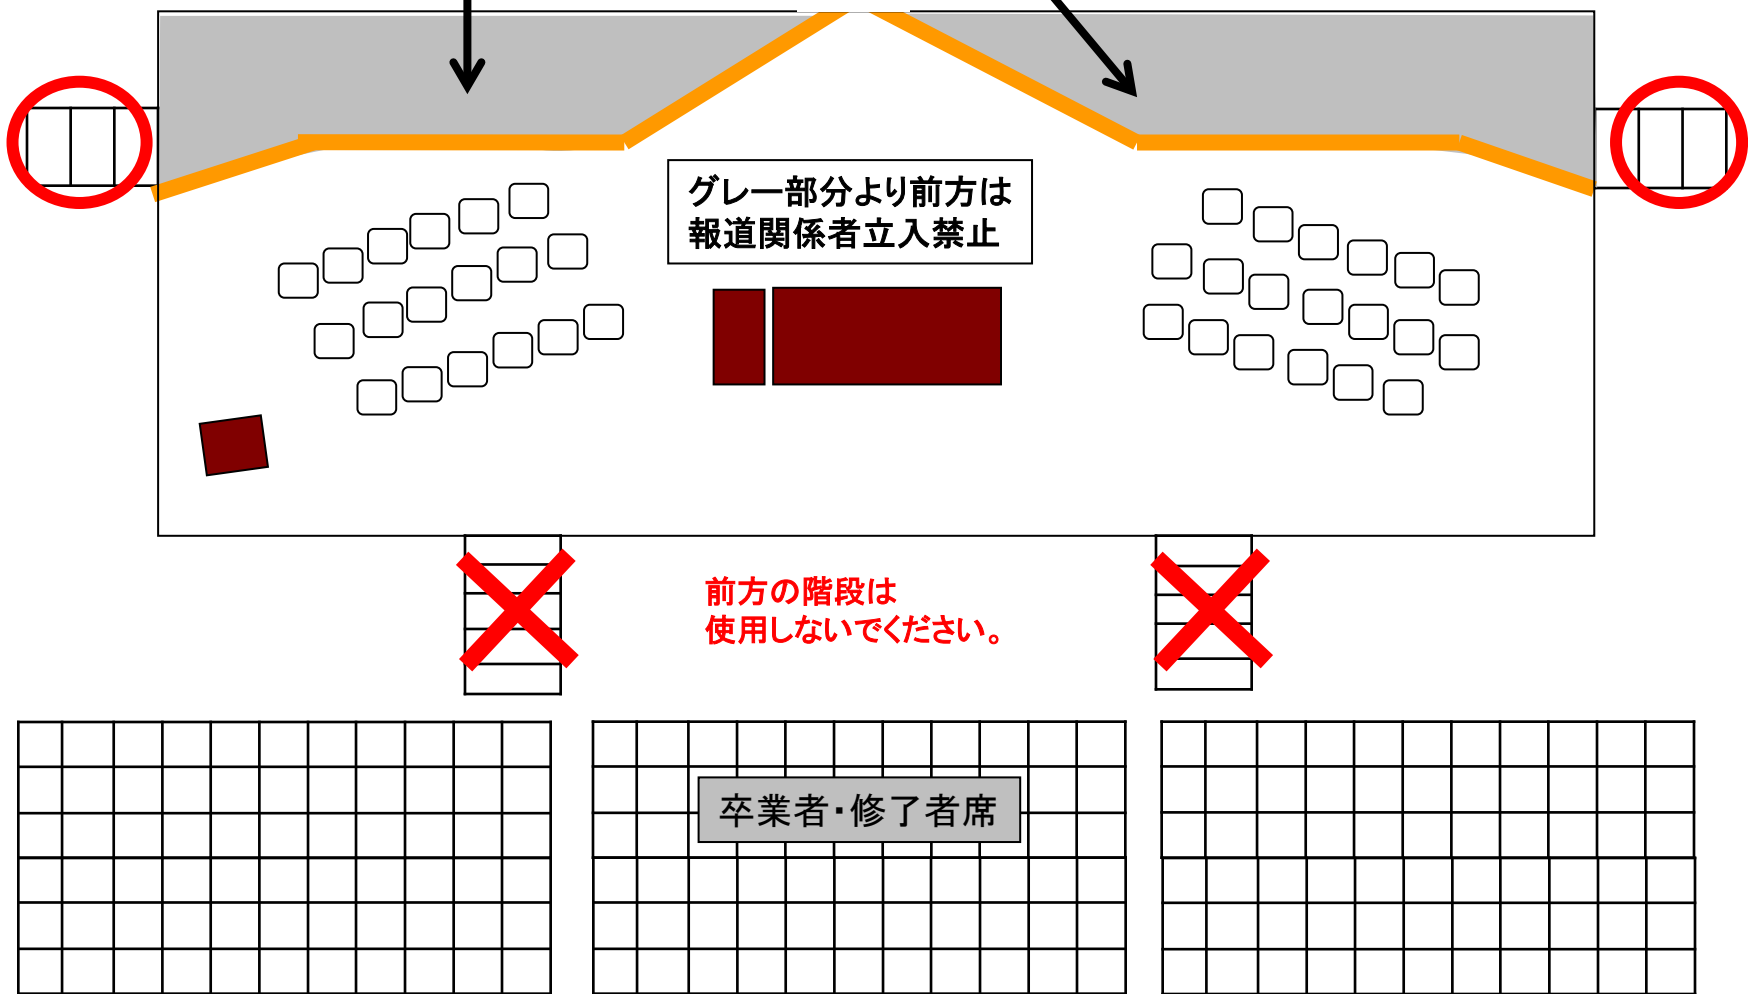 グレー部分より前方は
報道関係者立入禁止
前方の階段は
使用しないでください。
卒業者・修了者席